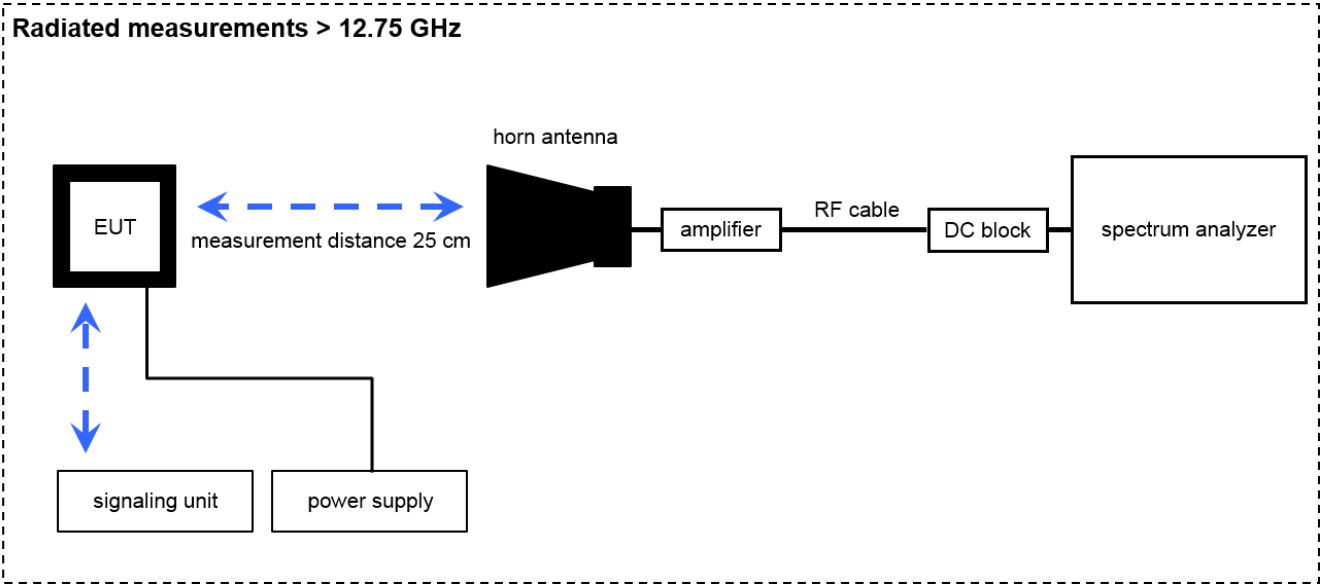 Radiated measurements > 12.75 GHz
horn antenna
EUT
measurement distance 25 cm
amplifier
RF cable
DC block
spectrum analyzer
signaling unit
power supply